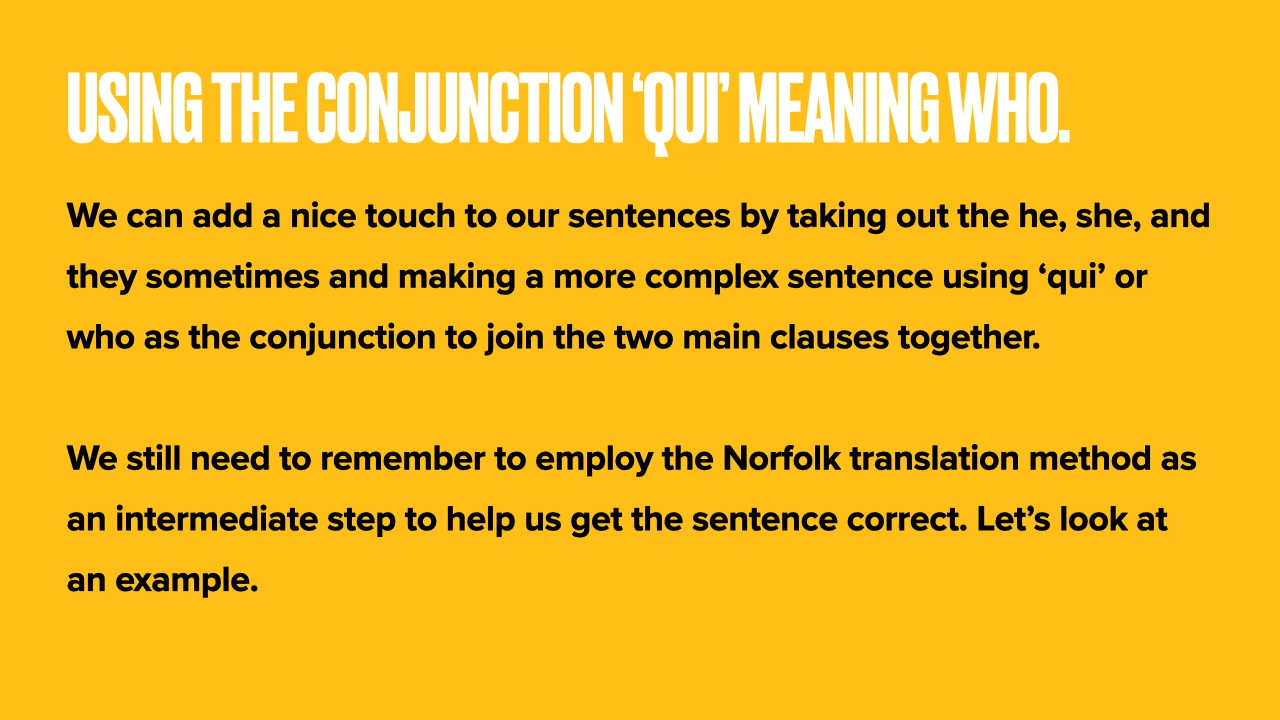 USING THE CONJUNCTION ‘QUI’ MEANING WHO.
We can add a nice touch to our sentences by taking out the he, she, and
they sometimes and making a more complex sentence using ‘qui’ or
who as the conjunction to join the two main clauses together.
We still need to remember to employ the Norfolk translation method as
an intermediate step to help us get the sentence correct. Let’s look at
an example.